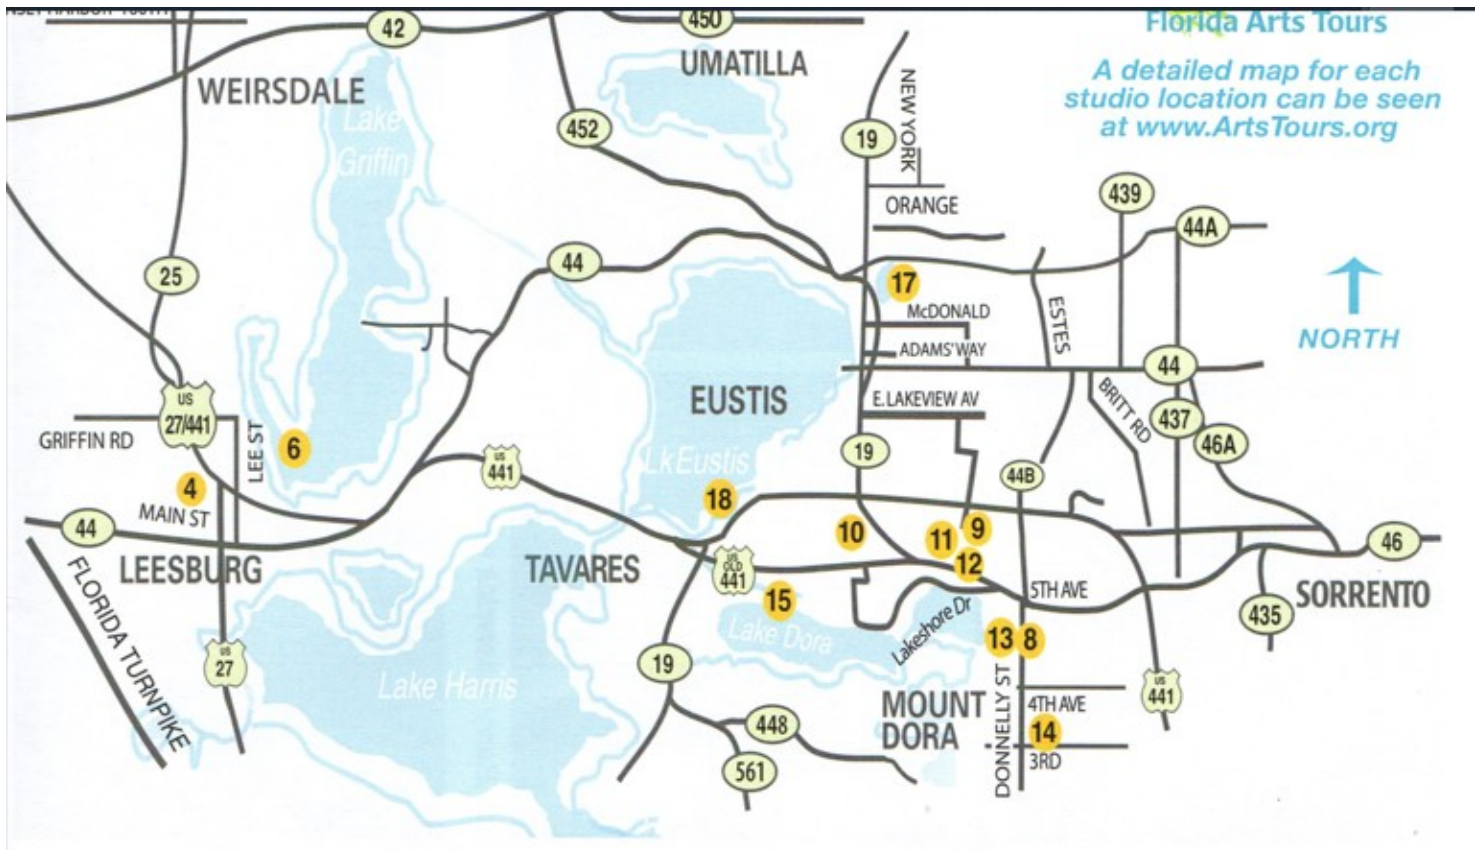 42
450
Florida Arts Tours
A detailed map for each
studio location can be seen
at www.ArtsTours.org
WEIRSDALE
UMATILLA
Lake
Griffin
452
19
NEW YORK
ORANGE
439
44A
25
44
17
McDONALD
ADAMS' WAY
ESTES
NORTH
44
US
27/441
GRIFFIN RD
LEE ST
6
EUSTIS
E. LAKEVIEW AV
BRITT RD
437
46A
4
MAIN ST
US
441
Lk Eustis
18
19
44B
44
LEESBURG
FLORIDA TURNPIKE
TAVARES
10
11
9
12
46
US
OLD
441
15
5TH AVE
SORRENTO
435
Lake Dora
Lakeshore Dr
13
8
US
27
Lake Harris
19
MOUNT
DORA
DONNELLY ST
4TH AVE
14
3RD
US
441
448
561